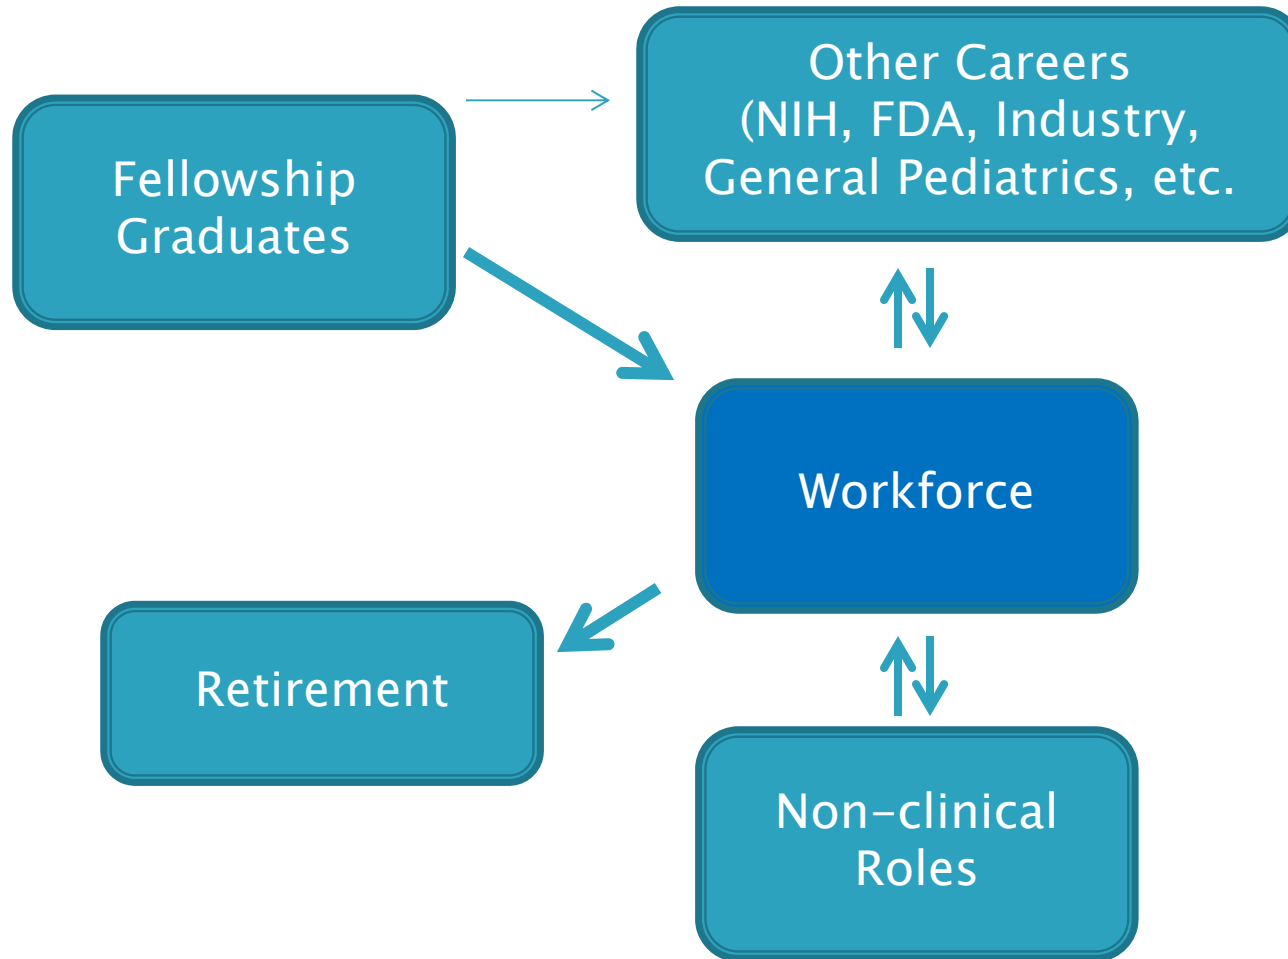 Fellowship
Graduates
Other Careers
(NIH, FDA, Industry,
General Pediatrics, etc.
Workforce
Retirement
Non-clinical
Roles